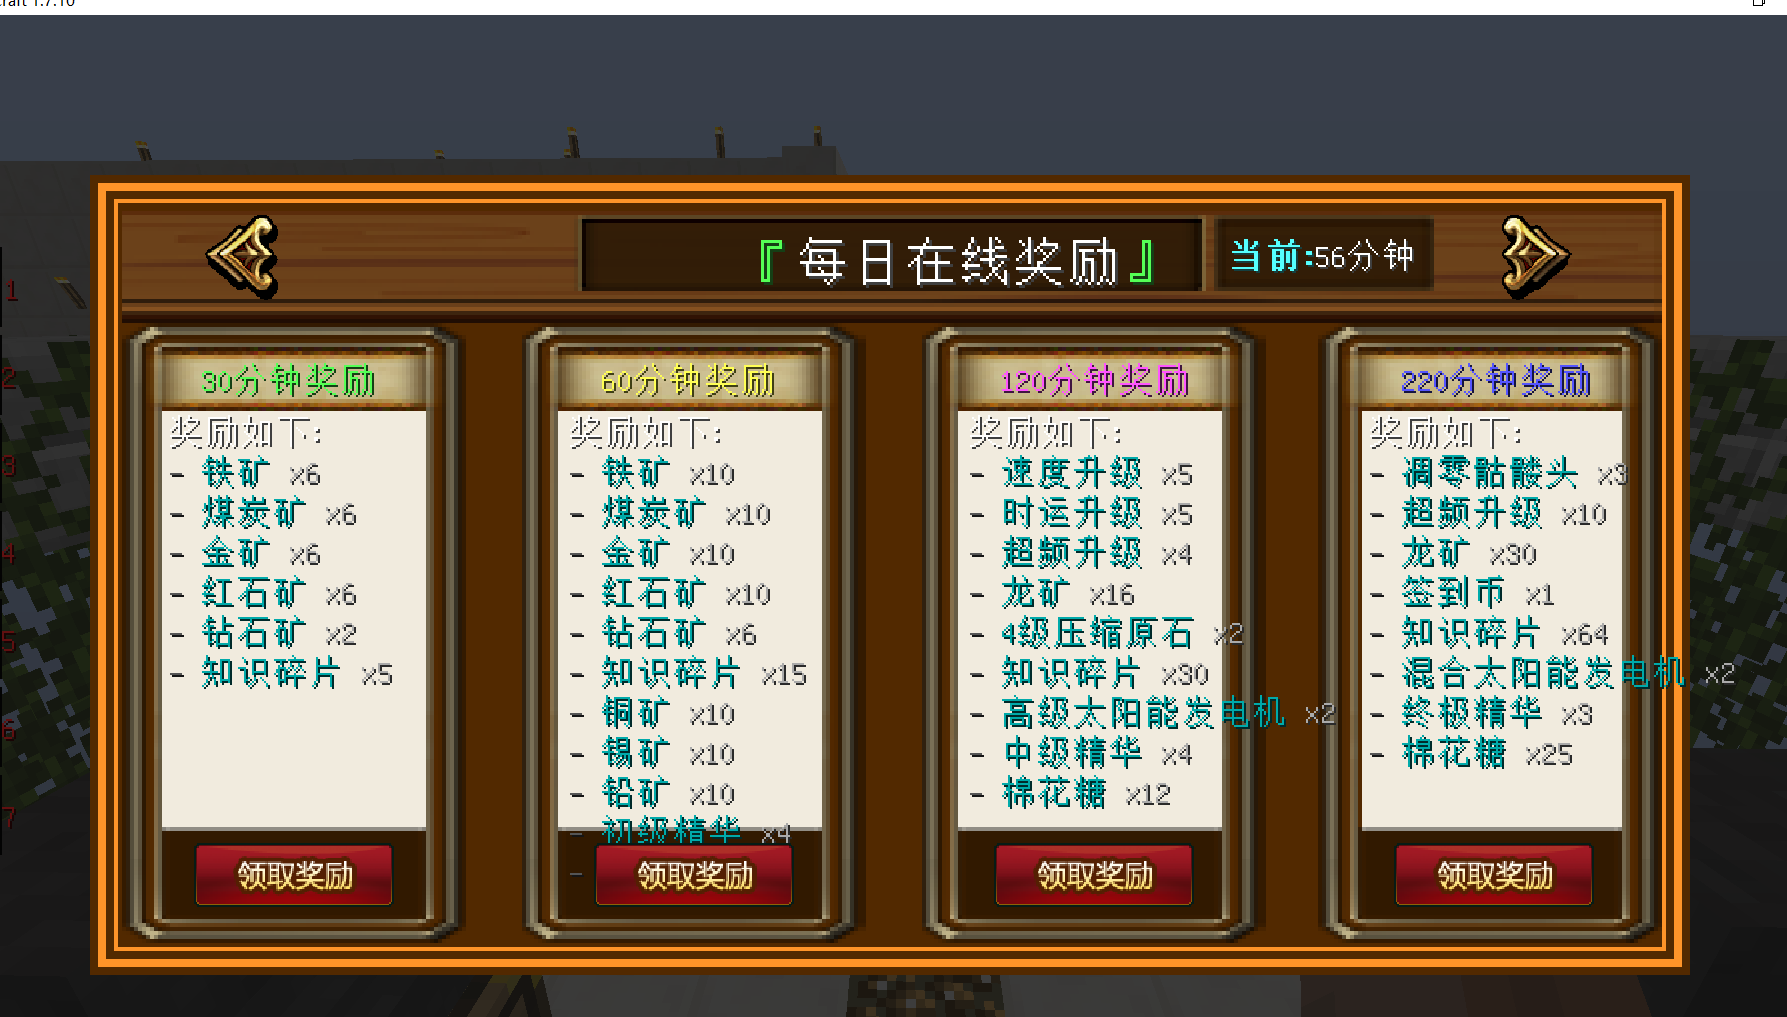 craft 1.7.10
『每日在线奖励』
当前:56分钟
30分钟奖励
奖励如下:
- 铁矿 x6
- 煤炭矿 x6
- 金矿 x6
- 红石矿 x6
- 钻石矿 x2
- 知识碎片 x5
领取奖励
60分钟奖励
奖励如下:
- 铁矿 x10
- 煤炭矿 x10
- 金矿 x10
- 红石矿 x10
- 钻石矿 x6
- 知识碎片 x15
- 铜矿 x10
- 锡矿 x10
- 铅矿 x10
- 初级精华 x4
-
领取奖励
120分钟奖励
奖励如下:
- 速度升级 x5
- 时运升级 x5
- 超频升级 x4
- 龙矿 x16
- 4级压缩原石 x2
- 知识碎片 x30
- 高级太阳能发电机 x2
- 中级精华 x4
- 棉花糖 x12
领取奖励
220分钟奖励
奖励如下:
- 凋零骷髅头 x3
- 超频升级 x10
- 龙矿 x30
- 签到币 x1
- 知识碎片 x64
- 混合太阳能发电机 x2
- 终极精华 x3
- 棉花糖 x25
领取奖励
1
2
3
4
5
6
7